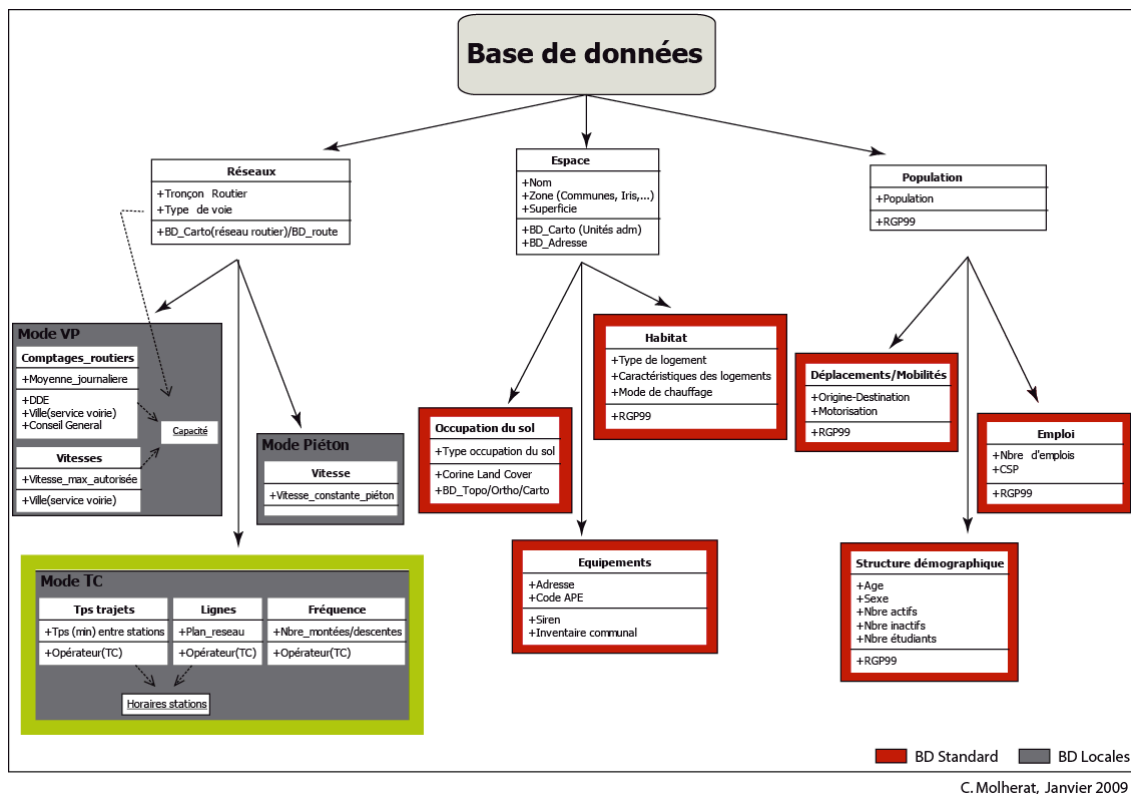 Base de données
Réseaux
+Tronçon Routier
+Type de voie
+BD_Carto(réseau routier)/BD_route
Espace
+Nom
+Zone (Communes, Iris,...)
+Superficie
+BD_Carto (Unités adm)
+BD_Adresse
Population
+Population
+RGP99
Mode VP
Comptages_routiers
+Moyenne_journaliere
+DDE
+Ville(service voirie)
+Conseil General
Capacité
Vitesses
+Vitesse_max_autorisée
+Ville(service voirie)
Mode Piéton
Vitesse
+Vitesse_constante_piéton
Habitat
+Type de logement
+Caractéristiques des logements
+Mode de chauffage
+RGP99
Occupation du sol
+Type occupation du sol
+Corine Land Cover
+BD_Topo/Ortho/Carto
Déplacements/Mobilités
+Origine-Destination
+Motorisation
+RGP99
Emploi
+Nbre d'emplois
+CSP
+RGP99
Mode TC
Tps trajets
+Tps (min) entre stations
+Opérateur(TC)
Lignes
+Plan_reseau
+Opérateur(TC)
Fréquence
+Nbre_montées/descentes
+Opérateur(TC)
Horaires stations
Equipements
+Adresse
+Code APE
+Siren
+Inventaire communal
Structure démographique
+Age
+Sexe
+Nbre actifs
+Nbre inactifs
+Nbre étudiants
+RGP99
BD Standard
BD Locales
C. Molherat, Janvier 2009